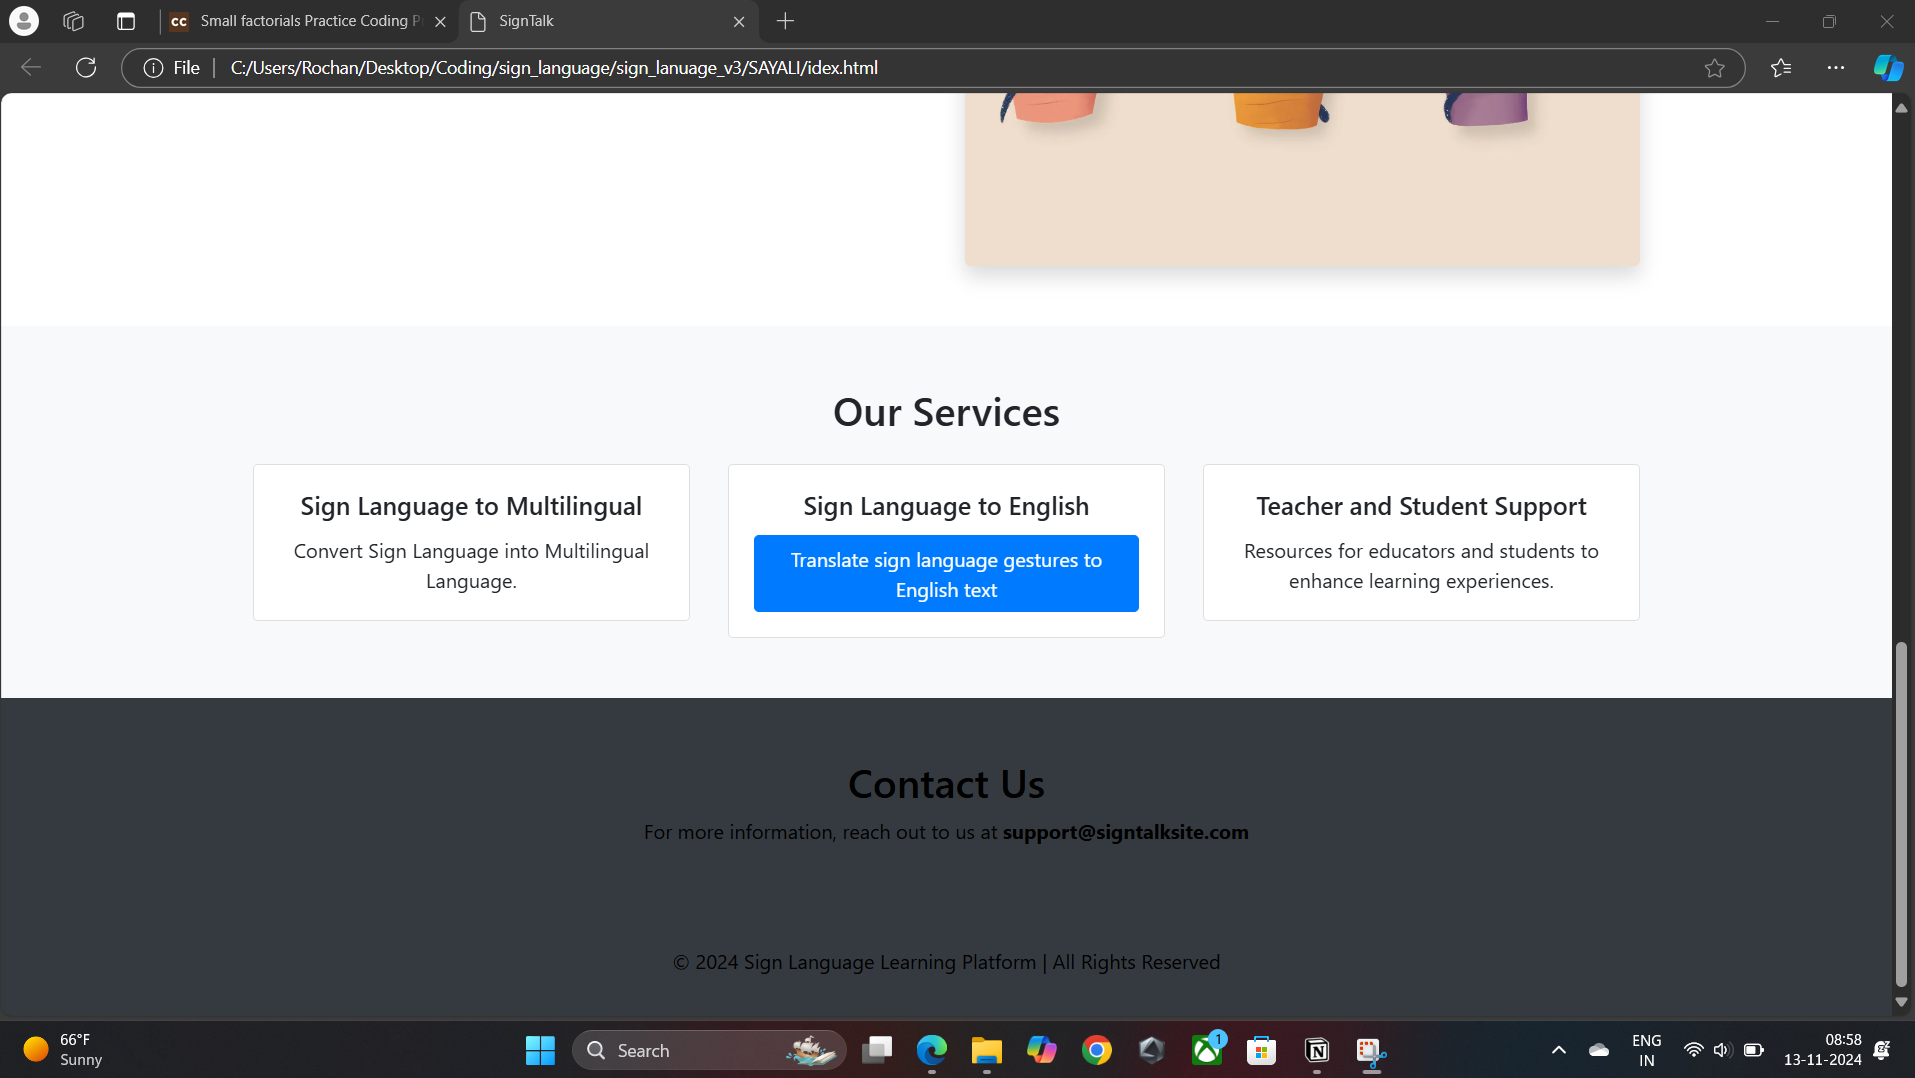 Small factorials Practice Coding P
SignTalk
File
C:/Users/Rochan/Desktop/Coding/sign_language/sign_lanuage_v3/SAYALI/idex.html
Our Services
Sign Language to Multilingual
Convert Sign Language into Multilingual
Language.
Sign Language to English
Translate sign language gestures to
English text
Teacher and Student Support
Resources for educators and students to
enhance learning experiences.
Contact Us
For more information, reach out to us at support@signtalksite.com
© 2024 Sign Language Learning Platform | All Rights Reserved
66°F
Sunny
Search
1
ENG
IN
08:58
13-11-2024